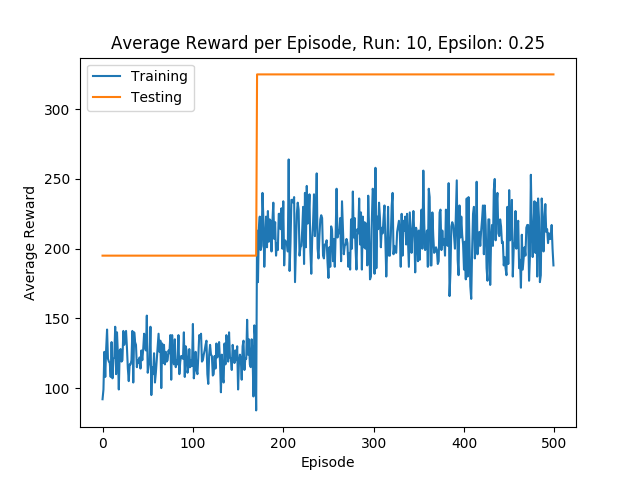 Average Reward per Episode, Run: 10, Epsilon: 0.25
Training
Testing
300
250
200
150
100
Average Reward
0 100 200 300 400 500
Episode